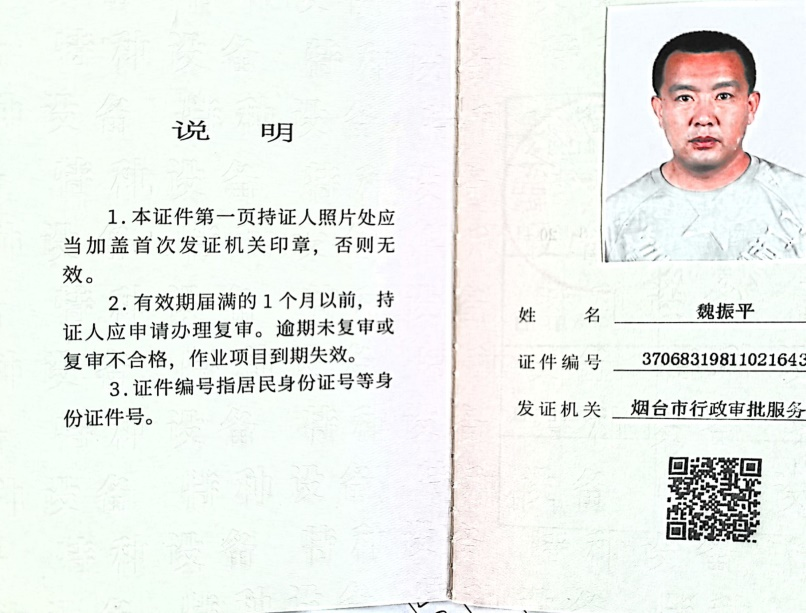 说 明
1.本证件第一页持证人照片处应
当加盖首次发证机关印章，否则无
效。
2.有效期届满的1个月以前，持
证人应申请办理复审。逾期未复审或
复审不合格，作业项目到期失效。
3.证件编号指居民身份证号等身
份证件号。
姓 名 魏振平
证件编号 37068319811021643
发证机关 烟台市行政审批服务